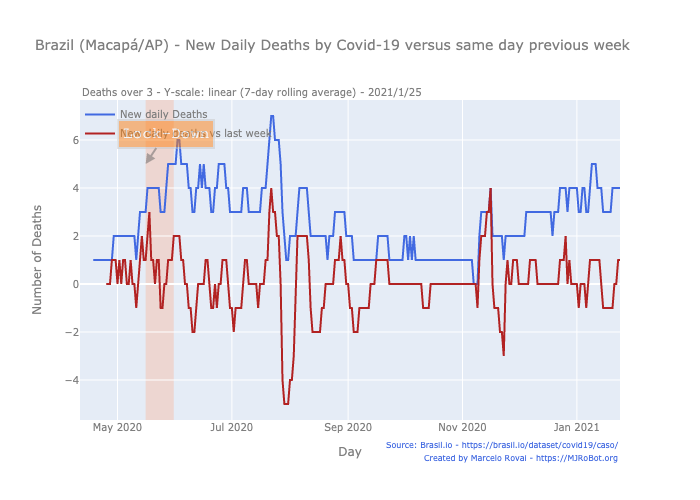 Brazil (Macapá/AP) - New Daily Deaths by Covid-19 versus same day previous week
Deaths over 3 - Y-scale: linear (7-day rolling average) - 2021/1/25
New daily Deaths
New daily Deaths vs last week
6
4
2
0
−2
−4
Number of Deaths
May 2020
Jul 2020
Sep 2020
Nov 2020
Jan 2021
Day
Source: Brasil.io - https://brasil.io/dataset/covid19/caso/
Created by Marcelo Rovai - https://MJRoBot.org